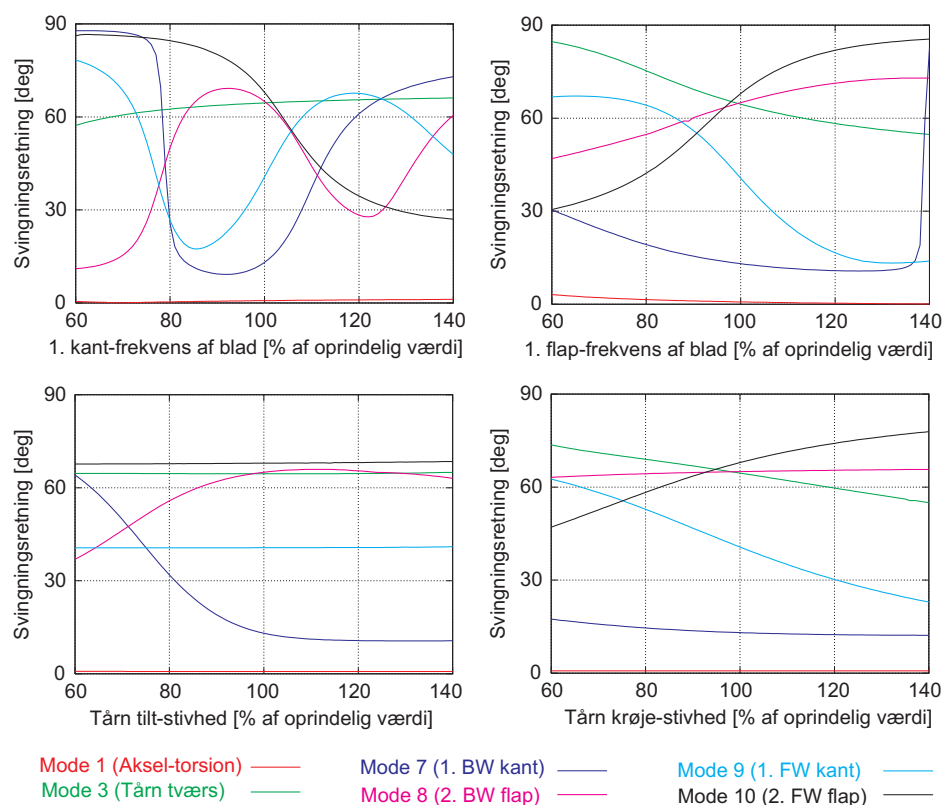 90
60
30
0
Svingningsretning [deg]
60 80 100 120 140
1. kant-frekvens af blad [% af oprindelig værdi]
90
60
30
0
Svingningsretning [deg]
60 80 100 120 140
1. flap-frekvens af blad [% af oprindelig værdi]
90
60
30
0
Svingningsretning [deg]
60 80 100 120 140
Tårn tilt-stivhed [% af oprindelig værdi]
90
60
30
0
Svingningsretning [deg]
60 80 100 120 140
Tårn krøje-stivhed [% af oprindelig værdi]
Mode 1 (Aksel-torsion)
Mode 3 (Tårn tværs)
Mode 7 (1. BW kant)
Mode 8 (2. BW flap)
Mode 9 (1. FW kant)
Mode 10 (2. FW flap)